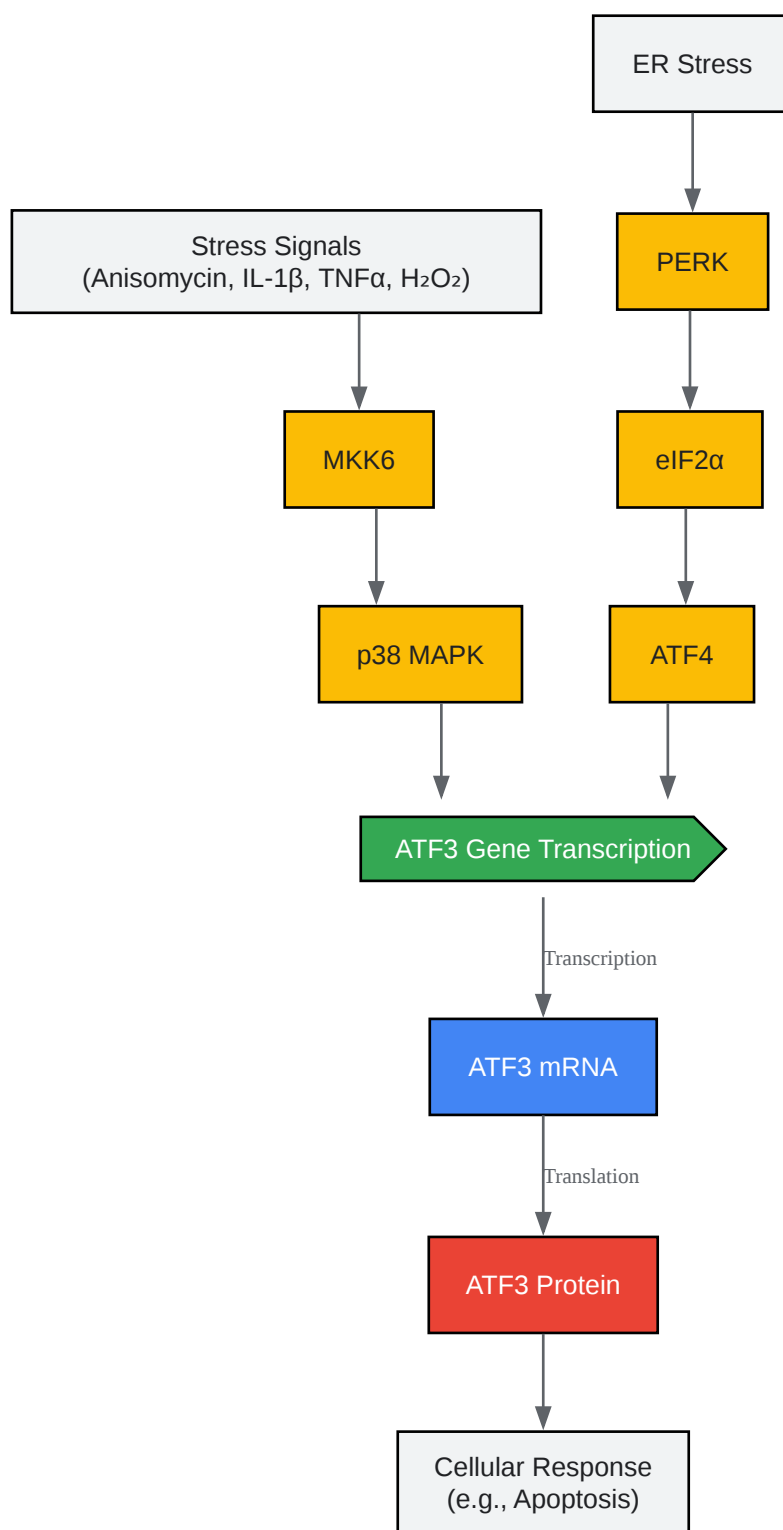 ER Stress
Stress Signals
(Anisomycin, IL-1β, TNFα, H₂O₂)
PERK
MKK6
eIF2α
p38 MAPK
ATF4
ATF3 Gene Transcription
Transcription
ATF3 mRNA
Translation
ATF3 Protein
Cellular Response
(e.g., Apoptosis)